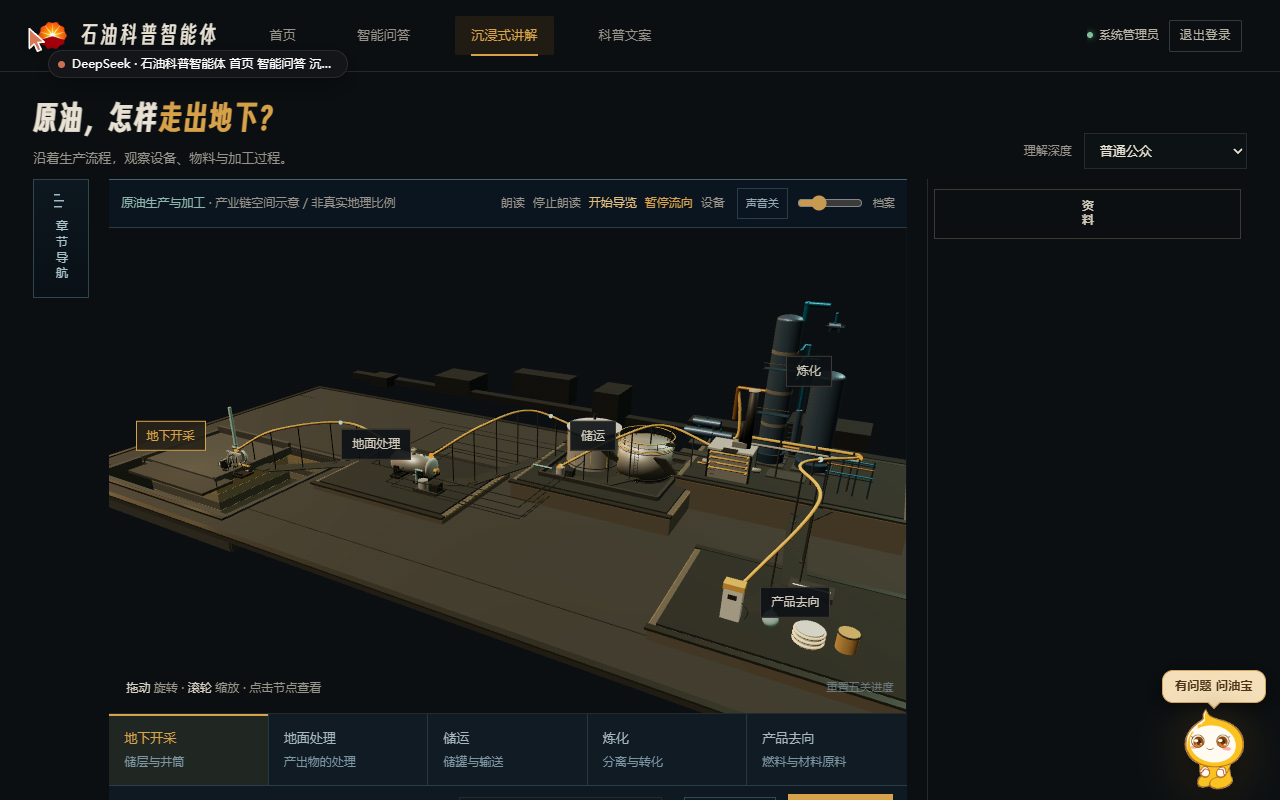 石油科普智能体
首页
智能问答
沉浸式讲解
科普文案
系统管理员
退出登录
DeepSeek · 石油科普智能体 首页 智能问答 沉...
原油，怎样走出地下？
沿着生产流程，观察设备、物料与加工过程。
理解深度
普通公众
章节导航
原油生产与加工 · 产业链空间示意 / 非真实地理比例
朗读 停止朗读 开始导览 暂停流向 设备
声音关
档案
资料
炼化
地下开采
地面处理
储运
产品去向
拖动 旋转 · 滚轮 缩放 · 点击节点查看
重置五关进度
地下开采
储层与井筒
地面处理
产出物的处理
储运
储罐与输送
炼化
分离与转化
产品去向
燃料与材料原料
有问题 问油宝